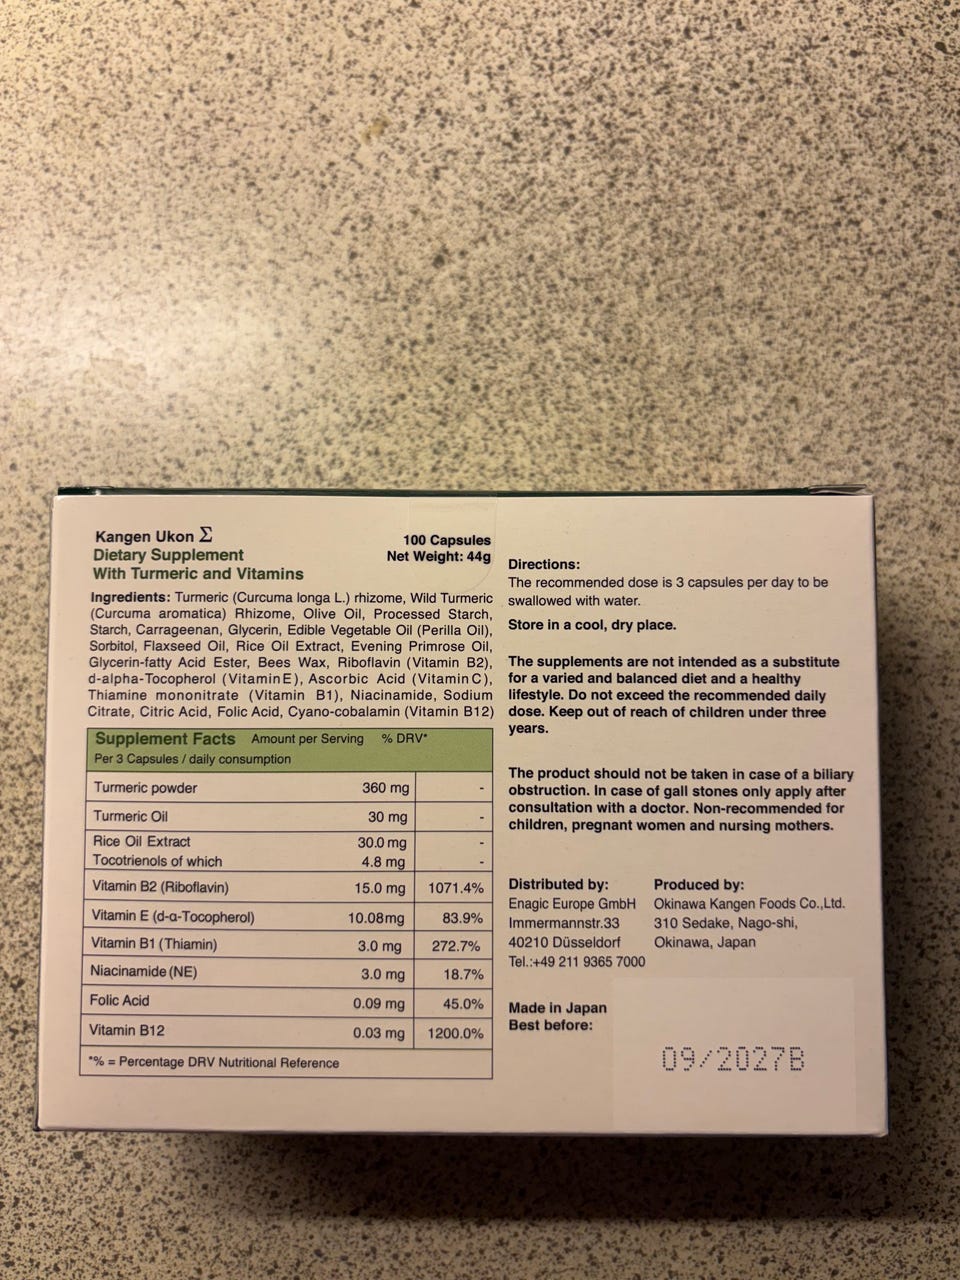 Kangen Ukon Σ
Dietary Supplement
With Turmeric and Vitamins
100 Capsules
Net Weight: 44g
Ingredients: Turmeric (Curcuma longa L.) rhizome, Wild Turmeric
(Curcuma aromatica) Rhizome, Olive Oil, Processed Starch,
Starch, Carrageenan, Glycerin, Edible Vegetable Oil (Perilla Oil),
Sorbitol, Flaxseed Oil, Rice Oil Extract, Evening Primrose Oil,
Glycerin-fatty Acid Ester, Bees Wax, Riboflavin (Vitamin B2),
d-alpha-Tocopherol (Vitamin E), Ascorbic Acid (Vitamin C),
Thiamine mononitrate (Vitamin B1), Niacinamide, Sodium
Citrate, Citric Acid, Folic Acid, Cyano-cobalamin (Vitamin B12)
Supplement Facts Amount per Serving % DRV*
Per 3 Capsules / daily consumption
Turmeric powder 360 mg -
Turmeric Oil 30 mg -
Rice Oil Extract 30.0 mg -
Tocotrienols of which 4.8 mg -
Vitamin B2 (Riboflavin) 15.0 mg 1071.4%
Vitamin E (d-α-Tocopherol) 10.08mg 83.9%
Vitamin B1 (Thiamin) 3.0 mg 272.7%
Niacinamide (NE) 3.0 mg 18.7%
Folic Acid 0.09 mg 45.0%
Vitamin B12 0.03 mg 1200.0%
*% = Percentage DRV Nutritional Reference
Directions:
The recommended dose is 3 capsules per day to be
swallowed with water.
Store in a cool, dry place.
The supplements are not intended as a substitute
for a varied and balanced diet and a healthy
lifestyle. Do not exceed the recommended daily
dose. Keep out of reach of children under three
years.
The product should not be taken in case of a biliary
obstruction. In case of gall stones only apply after
consultation with a doctor. Non-recommended for
children, pregnant women and nursing mothers.
Distributed by:
Enagic Europe GmbH
Immermannstr.33
40210 Düsseldorf
Tel.:+49 211 9365 7000
Produced by:
Okinawa Kangen Foods Co.,Ltd.
310 Sedake, Nago-shi,
Okinawa, Japan
Made in Japan
Best before:
09/2027B